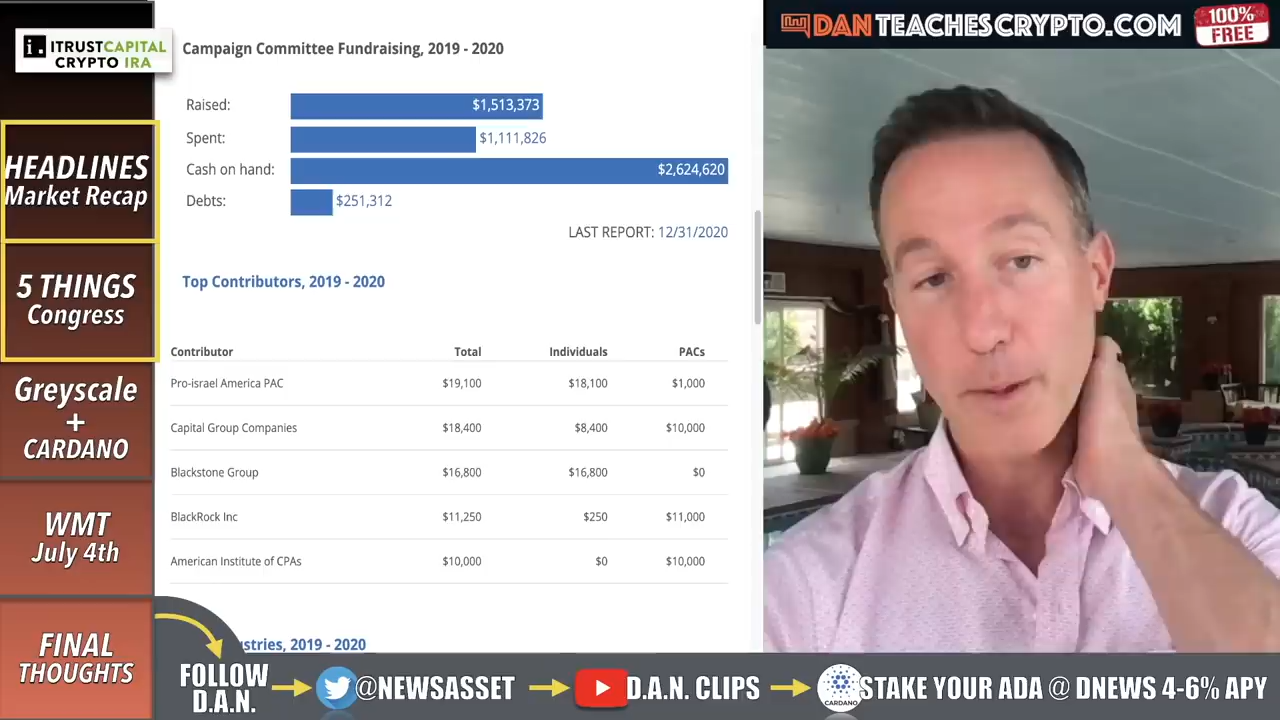 i. ITRUSTCAPITAL
CRYPTO IRA
HEADLINES
Market Recap
5 THINGS
Congress
Greyscale
+
CARDANO
WMT
July 4th
FINAL
THOUGHTS
Campaign Committee Fundraising, 2019 - 2020
Raised: $1,513,373
Spent: $1,111,826
Cash on hand: $2,624,620
Debts: $251,312
LAST REPORT: 12/31/2020
Top Contributors, 2019 - 2020
Contributor Total Individuals PACs
Pro-israel America PAC $19,100 $18,100 $1,000
Capital Group Companies $18,400 $8,400 $10,000
Blackstone Group $16,800 $16,800 $0
BlackRock Inc $11,250 $250 $11,000
American Institute of CPAs $10,000 $0 $10,000
stries, 2019 - 2020
DANTEACHESCRYPTO.COM
100%
FREE
FOLLOW
D.A.N.
@NEWSASSET
D.A.N. CLIPS
CARDANO
STAKE YOUR ADA @ DNEWS 4-6% APY